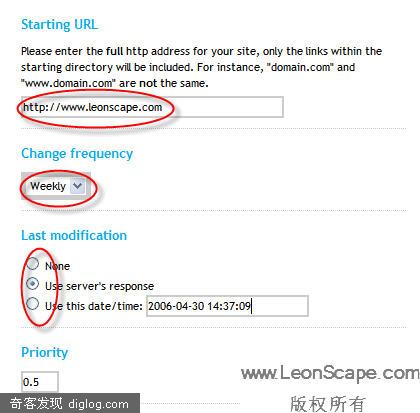 Starting URL
Please enter the full http address for your site, only the links within the
starting directory will be included. For instance, "domain.com" and
"www.domain.com" are not the same.
http://www.leonscape.com
Change frequency
Weekly
Last modification
None
Use server's response
Use this date/time: 2006-04-30 14:37:09
Priority
0.5
www.LeonScape.com
版权所有
奇客发现 diglog.com